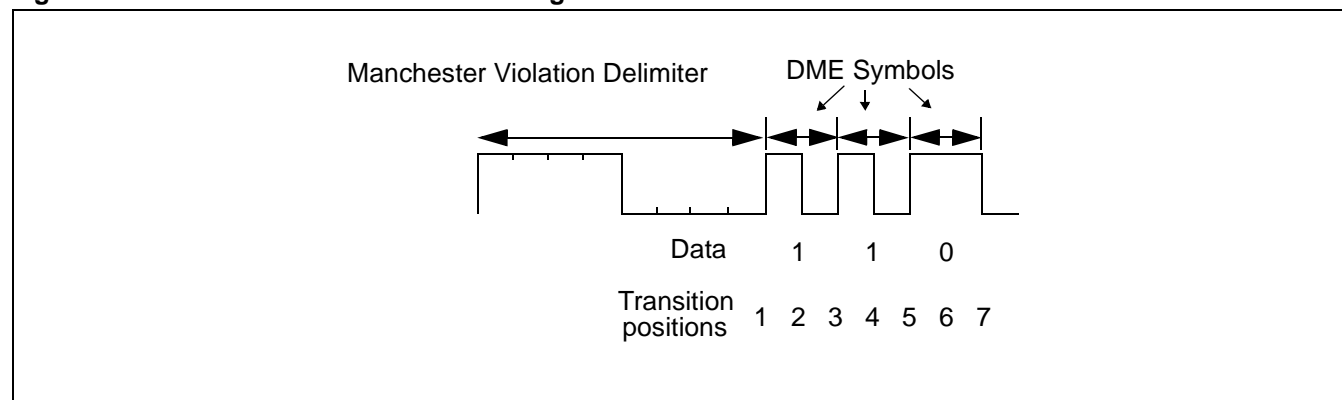 Manchester Violation Delimiter
DME Symbols
Data 1 1 0
Transition
positions 1 2 3 4 5 6 7